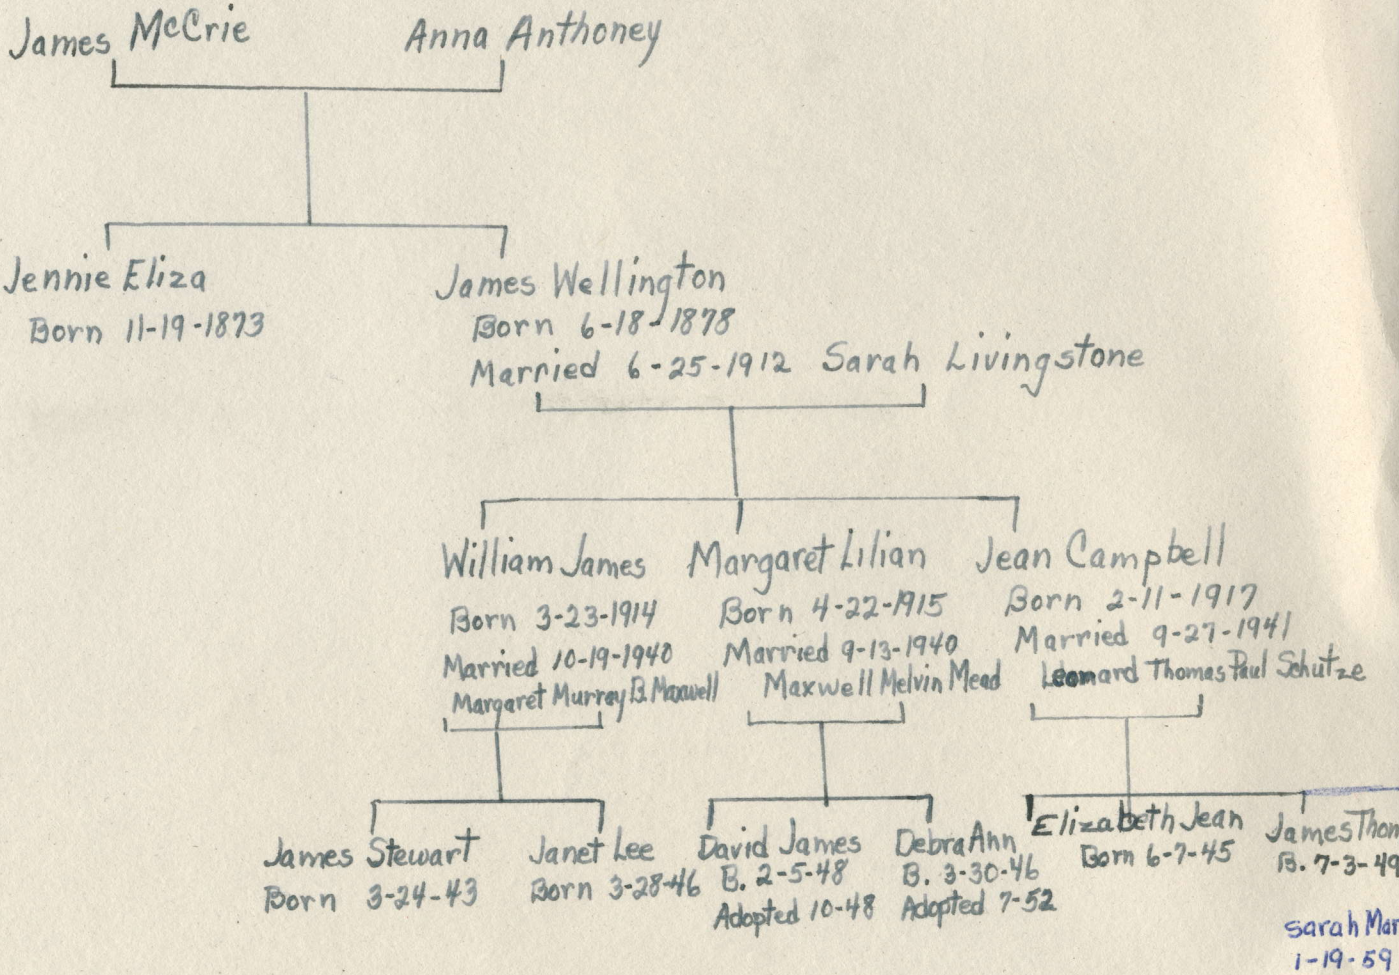 James McCrie
Anna Anthoney
Jennie Eliza
Born 11-19-1873
James Wellington
Born 6-18-1878
Married 6-25-1912 Sarah Livingstone
William James
Born 3-23-1914
Married 10-19-1940
Margaret Murray B. Maxwell
Margaret Lilian
Born 4-22-1915
Married 9-13-1940
Maxwell Melvin Mead
Jean Campbell
Born 2-11-1917
Married 9-27-1941
Leonard Thomas Paul Schutze
James Stewart
Born 3-24-43
Janet Lee
Born 3-28-46
David James
B. 2-5-48
Adopted 10-48
Debra Ann
B. 3-30-46
Adopted 7-52
Elizabeth Jean
Born 6-7-45
James Thom
B. 7-3-49
Sarah Mar
1-19-59